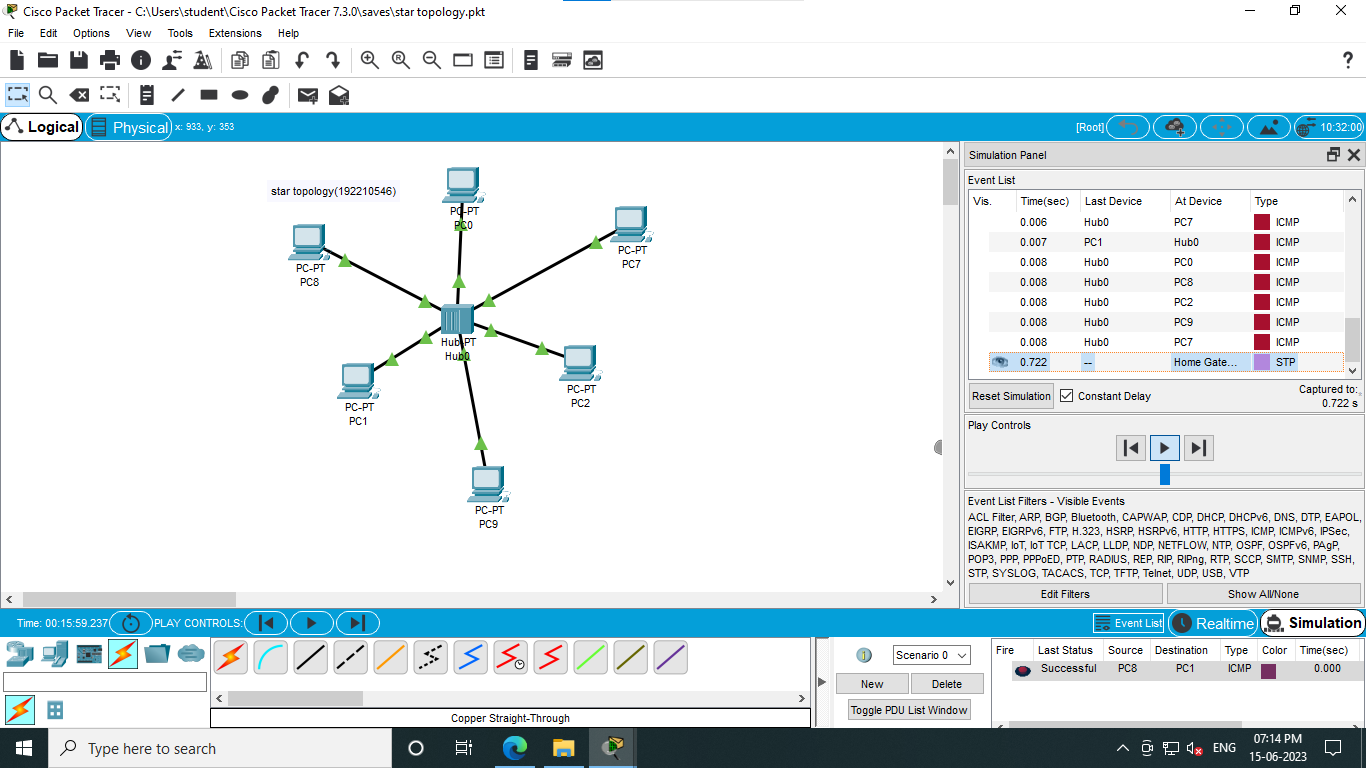 Cisco Packet Tracer - C:\Users\student\Cisco Packet Tracer 7.3.0\saves\star topology.pkt
File Edit Options View Tools Extensions Help
?
Logical Physical x: 933, y: 353
[Root] 10:32:00
star topology(192210546)
PC-PT
PC0
PC-PT
PC7
PC-PT
PC8
Hub-PT
Hub0
PC-PT
PC2
PC-PT
PC1
PC-PT
PC9
Simulation Panel
Event List
Vis. Time(sec) Last Device At Device Type
0.006 Hub0 PC7 ICMP
0.007 PC1 Hub0 ICMP
0.008 Hub0 PC0 ICMP
0.008 Hub0 PC8 ICMP
0.008 Hub0 PC2 ICMP
0.008 Hub0 PC9 ICMP
0.008 Hub0 PC7 ICMP
0.722 -- Home Gate... STP
Reset Simulation Constant Delay Captured to:
0.722 s
Play Controls
Event List Filters - Visible Events
ACL Filter, ARP, BGP, Bluetooth, CAPWAP, CDP, DHCP, DHCPv6, DNS, DTP, EAPOL,
EIGRP, EIGRPv6, FTP, H.323, HSRP, HSRPv6, HTTP, HTTPS, ICMP, ICMPv6, IPSec,
ISAKMP, IoT, IoT TCP, LACP, LLDP, NDP, NETFLOW, NTP, OSPF, OSPFv6, PAgP,
POP3, PPP, PPPoED, PTP, RADIUS, REP, RIP, RIPng, RTP, SCCP, SMTP, SNMP, SSH,
STP, SYSLOG, TACACS, TCP, TFTP, Telnet, UDP, USB, VTP
Edit Filters Show All/None
Time: 00:15:59.237 PLAY CONTROLS:
Event List Realtime Simulation
Copper Straight-Through
Scenario 0
New Delete
Toggle PDU List Window
Fire Last Status Source Destination Type Color Time(sec)
Successful PC8 PC1 ICMP 0.000
Type here to search
ENG
07:14 PM
15-06-2023